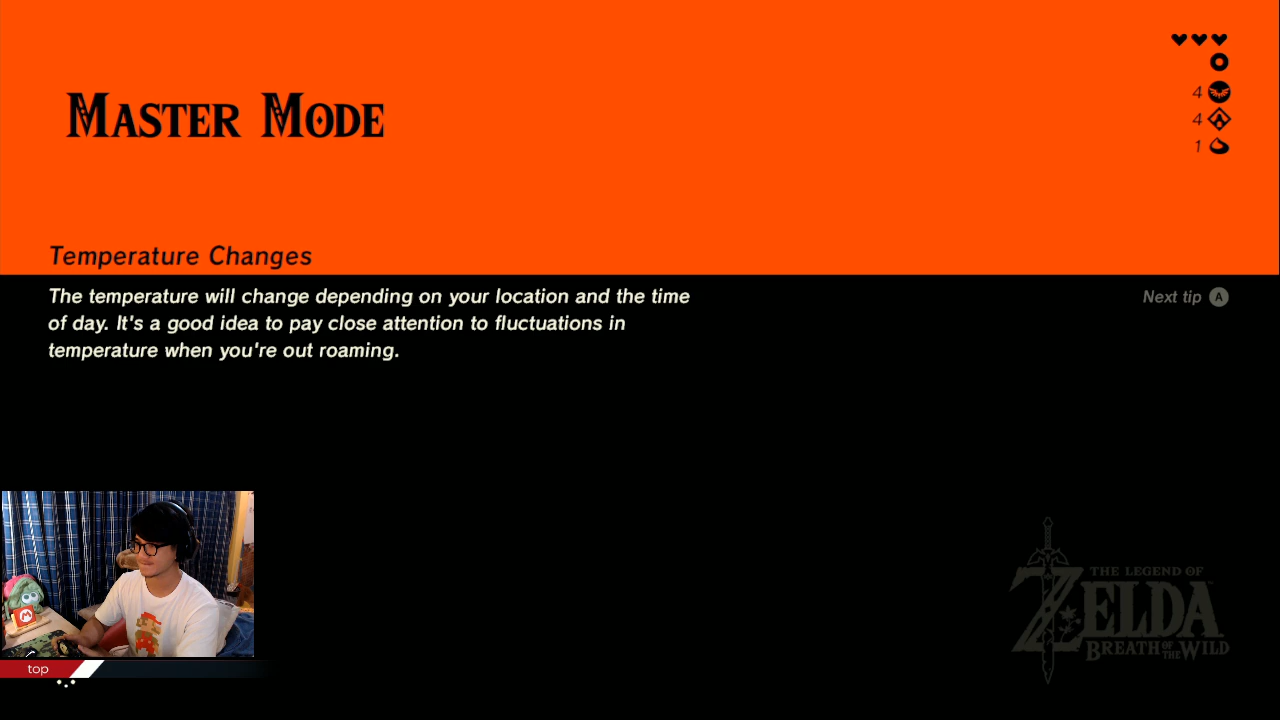 MASTER MODE
4
4
1
Temperature Changes
The temperature will change depending on your location and the time
of day. It's a good idea to pay close attention to fluctuations in
temperature when you're out roaming.
Next tip A
M
THE LEGEND OF
ZELDA
BREATH OF THE WILD
top